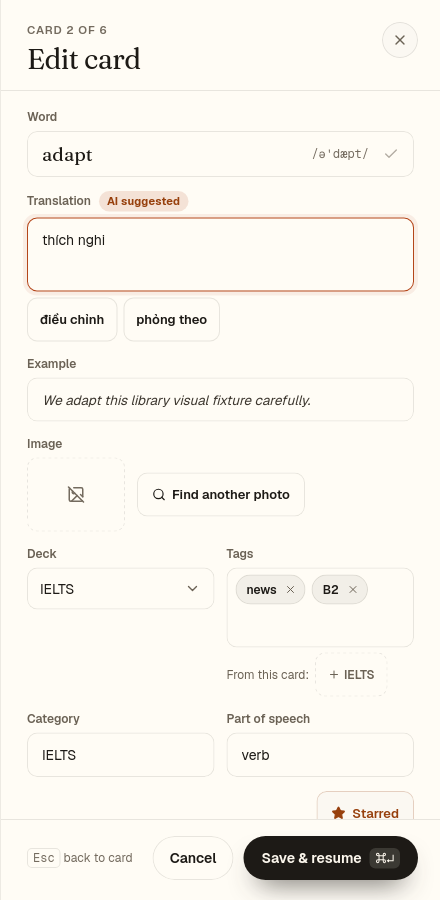 CARD 2 OF 6
Edit card
Word
adapt /əˈdæpt/
Translation AI suggested
thích nghi
điều chỉnh phỏng theo
Example
We adapt this library visual fixture carefully.
Image
Find another photo
Deck Tags
IELTS news B2
From this card: + IELTS
Category Part of speech
IELTS verb
Starred
Esc back to card Cancel Save & resume ⌘↵